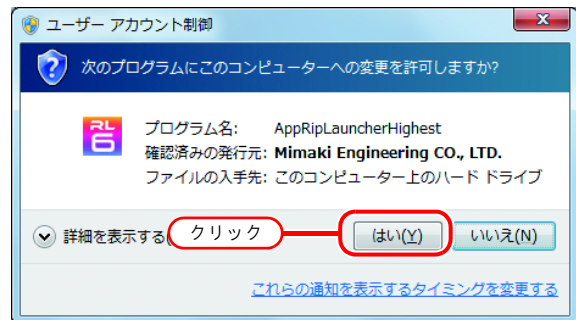 ユーザー アカウント制御
次のプログラムにこのコンピューターへの変更を許可しますか?
RL
6
プログラム名: AppRipLauncherHighest
確認済みの発行元: Mimaki Engineering CO., LTD.
ファイルの入手先: このコンピューター上のハード ドライブ
詳細を表示する( クリック はい(Y) いいえ(N)
これらの通知を表示するタイミングを変更する